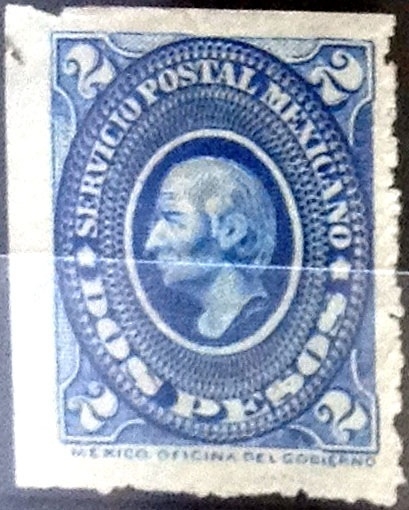 2 2
SERVICIO POSTAL MEXICANO
DOS PESOS
2 2
MEXICO. OFICINA DEL GOBIERNO